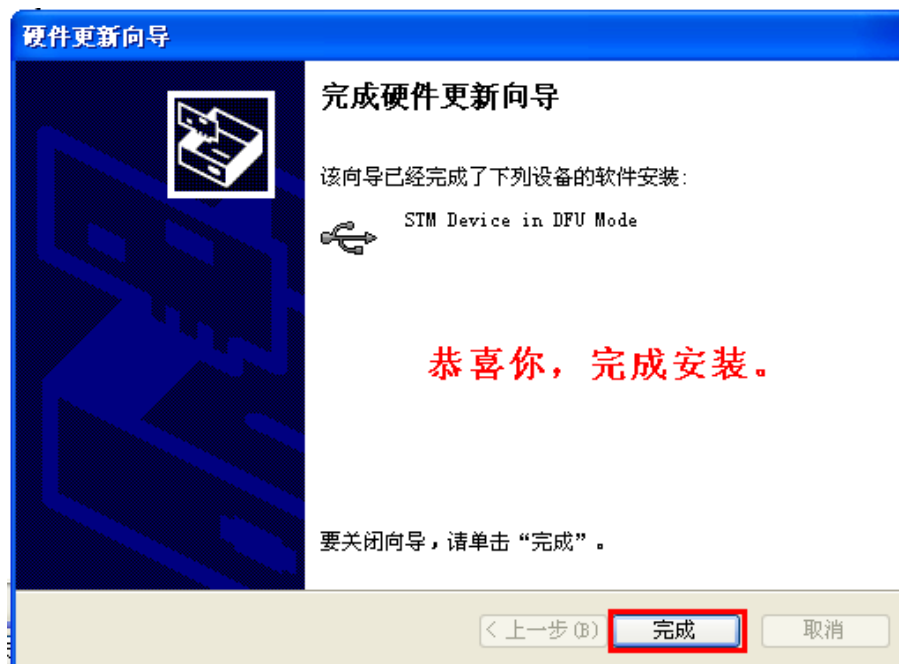 硬件更新向导
完成硬件更新向导
该向导已经完成了下列设备的软件安装:
STM Device in DFU Mode
恭喜你，完成安装。
要关闭向导，请单击“完成”。
< 上一步(B)
完成
取消